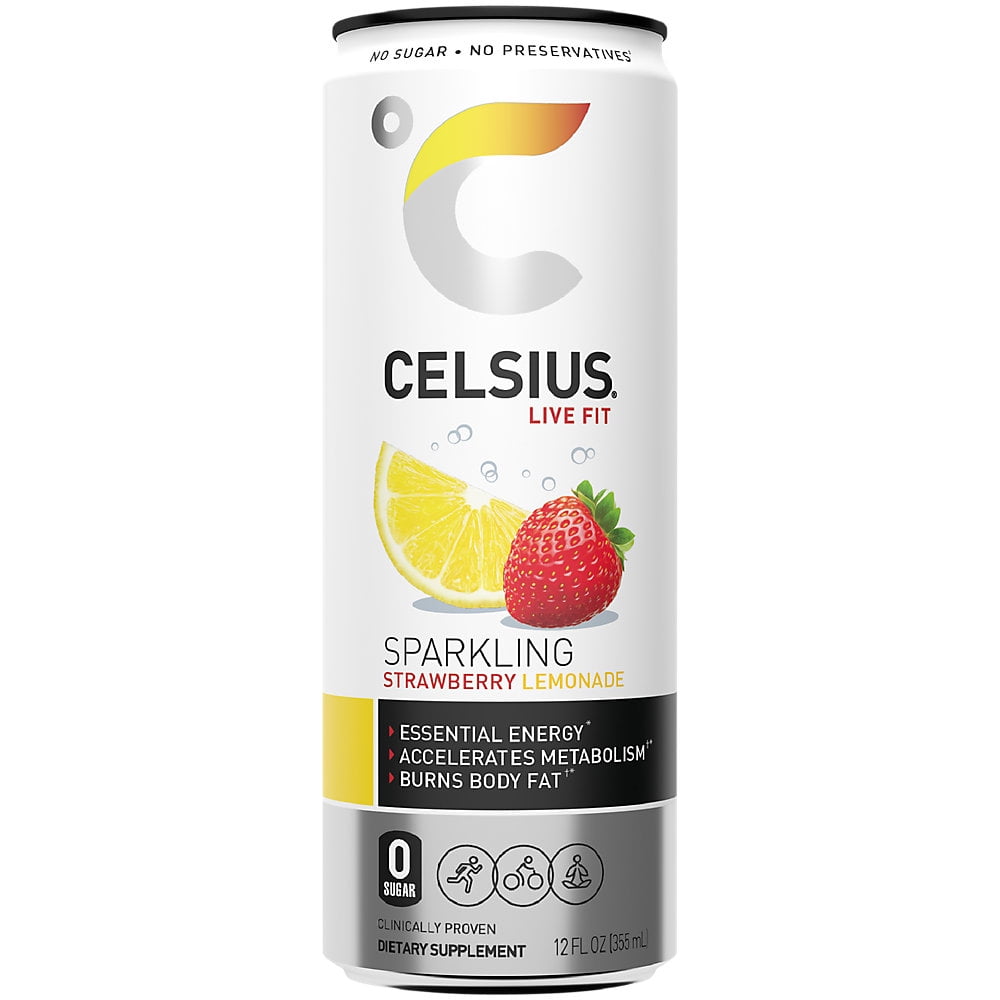 NO SUGAR • NO PRESERVATIVES†
CELSIUS®
LIVE FIT
SPARKLING
STRAWBERRY LEMONADE
ESSENTIAL ENERGY*
ACCELERATES METABOLISM†*
BURNS BODY FAT†*
0
SUGAR
CLINICALLY PROVEN
DIETARY SUPPLEMENT 12 FL OZ (355 mL)